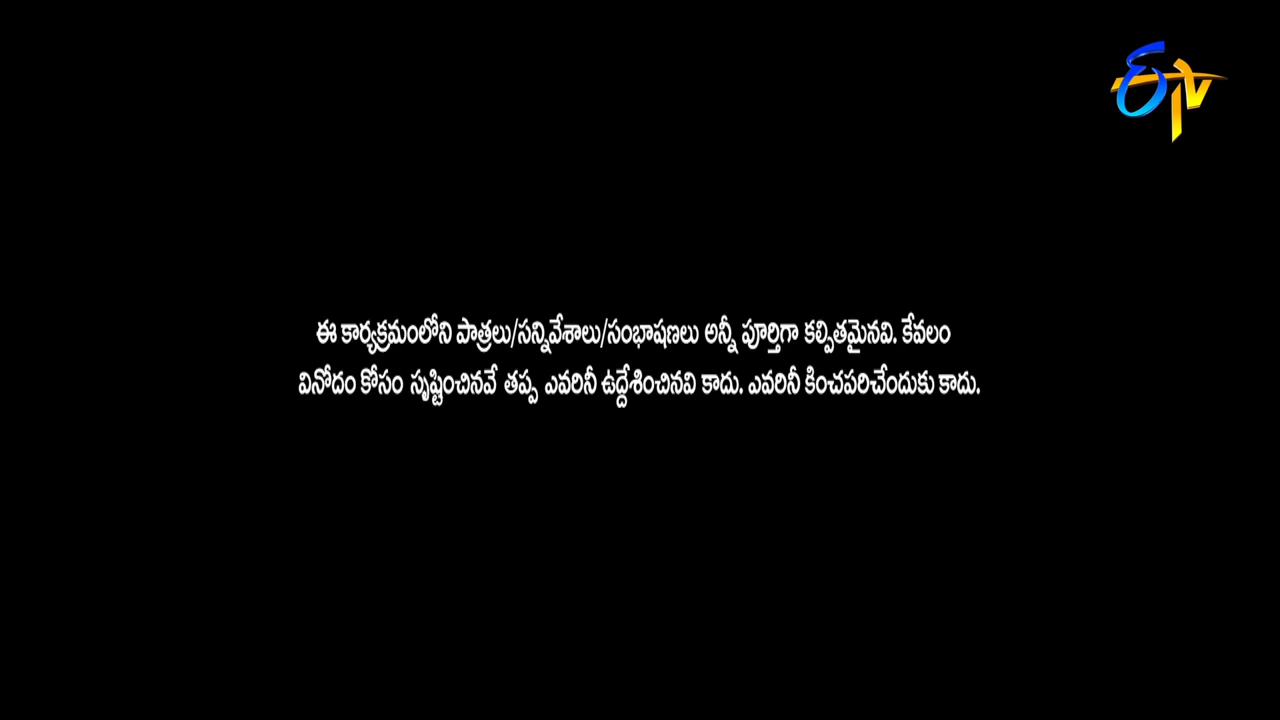 ఈ టీవీ
ఈ కార్యక్రమంలోని పాత్రలు/సన్నివేశాలు/సంభాషణలు అన్నీ పూర్తిగా కల్పితమైనవి. కేవలం
వినోదం కోసం సృష్టించినవే తప్ప ఎవరినీ ఉద్దేశించినవి కాదు. ఎవరినీ కించపరిచేందుకు కాదు.